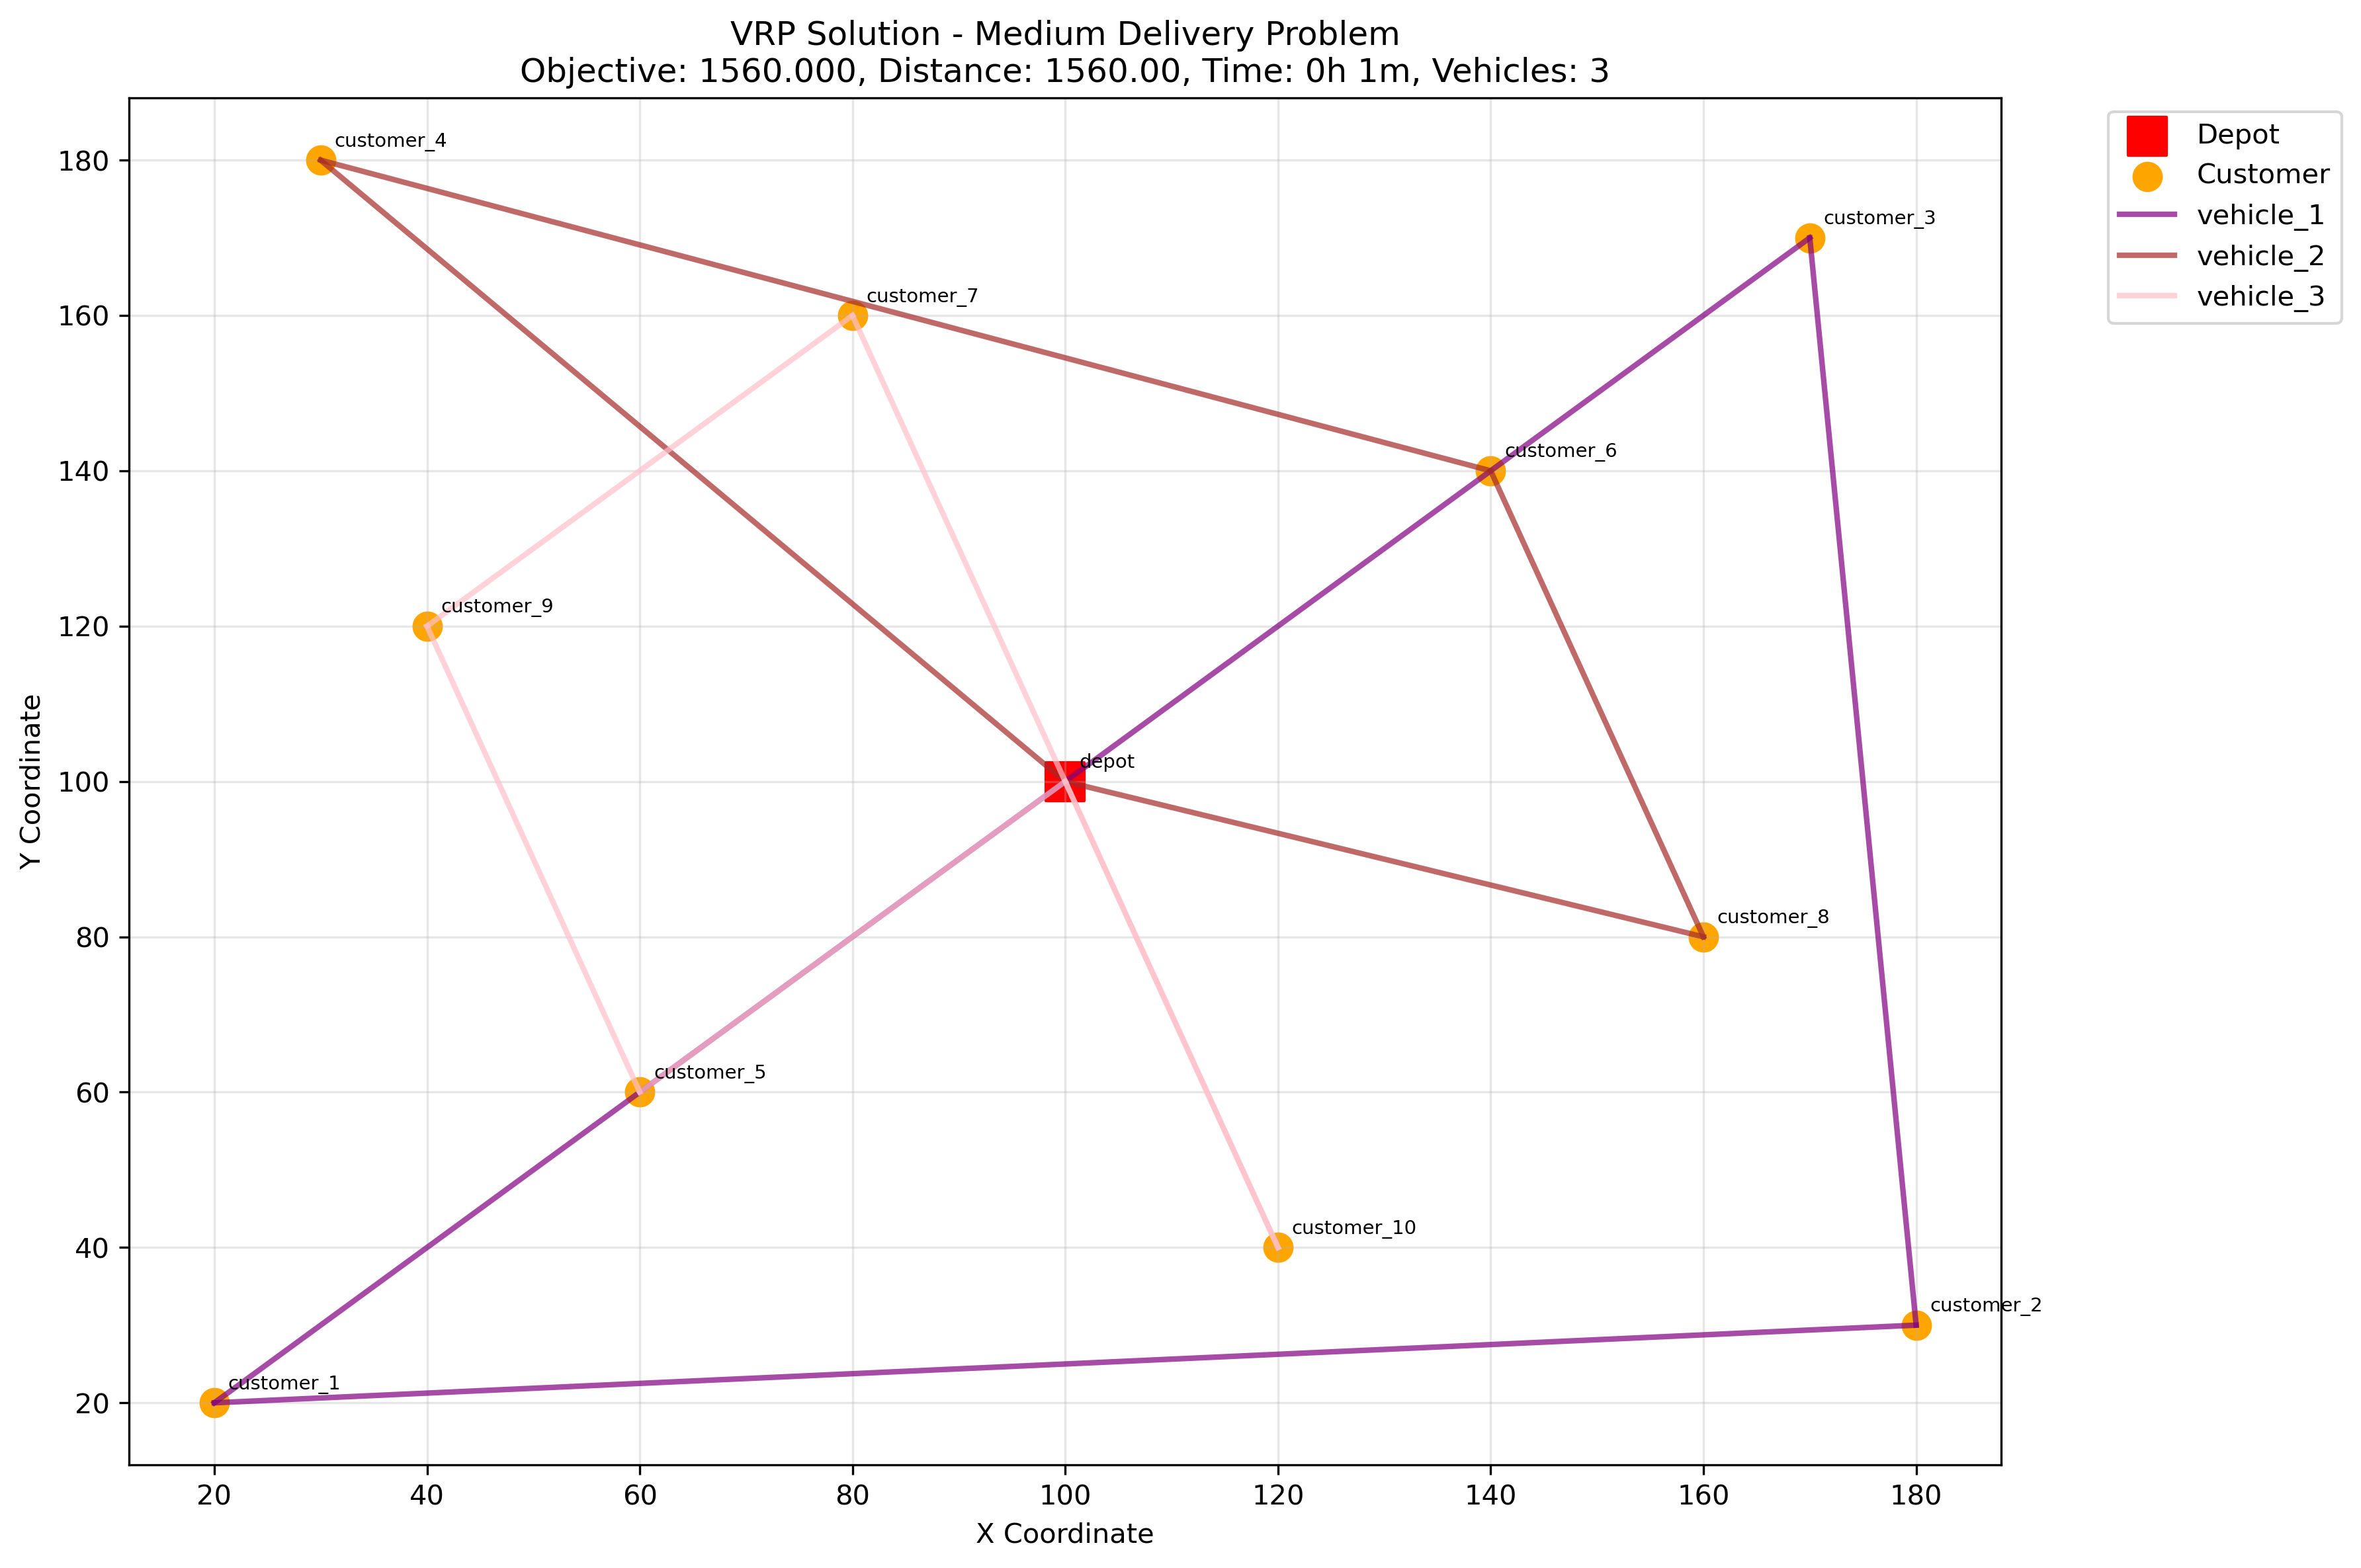 VRP Solution - Medium Delivery Problem
Objective: 1560.000, Distance: 1560.00, Time: 0h 1m, Vehicles: 3
Depot
Customer
vehicle_1
vehicle_2
vehicle_3
customer_4
customer_3
customer_7
customer_6
customer_9
depot
customer_8
customer_5
customer_10
customer_2
customer_1
Y Coordinate
180
160
140
120
100
80
60
40
20
20 40 60 80 100 120 140 160 180
X Coordinate